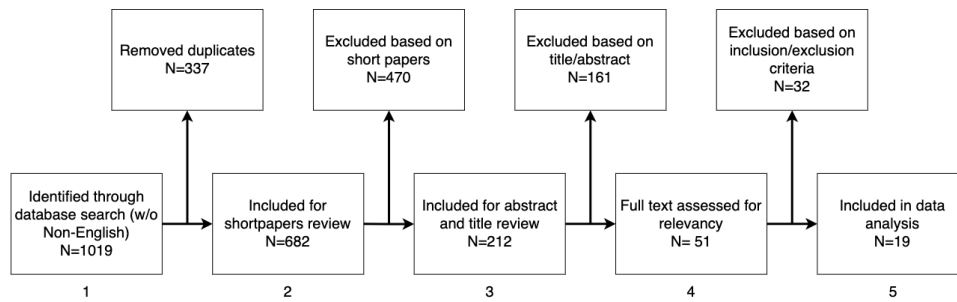 Removed duplicates
N=337
Excluded based on
short papers
N=470
Excluded based on
title/abstract
N=161
Excluded based on
inclusion/exclusion
criteria
N=32
Identified through
database search (w/o
Non-English)
N=1019
Included for
shortpapers review
N=682
Included for abstract
and title review
N=212
Full text assessed for
relevancy
N= 51
Included in data
analysis
N=19
1
2
3
4
5